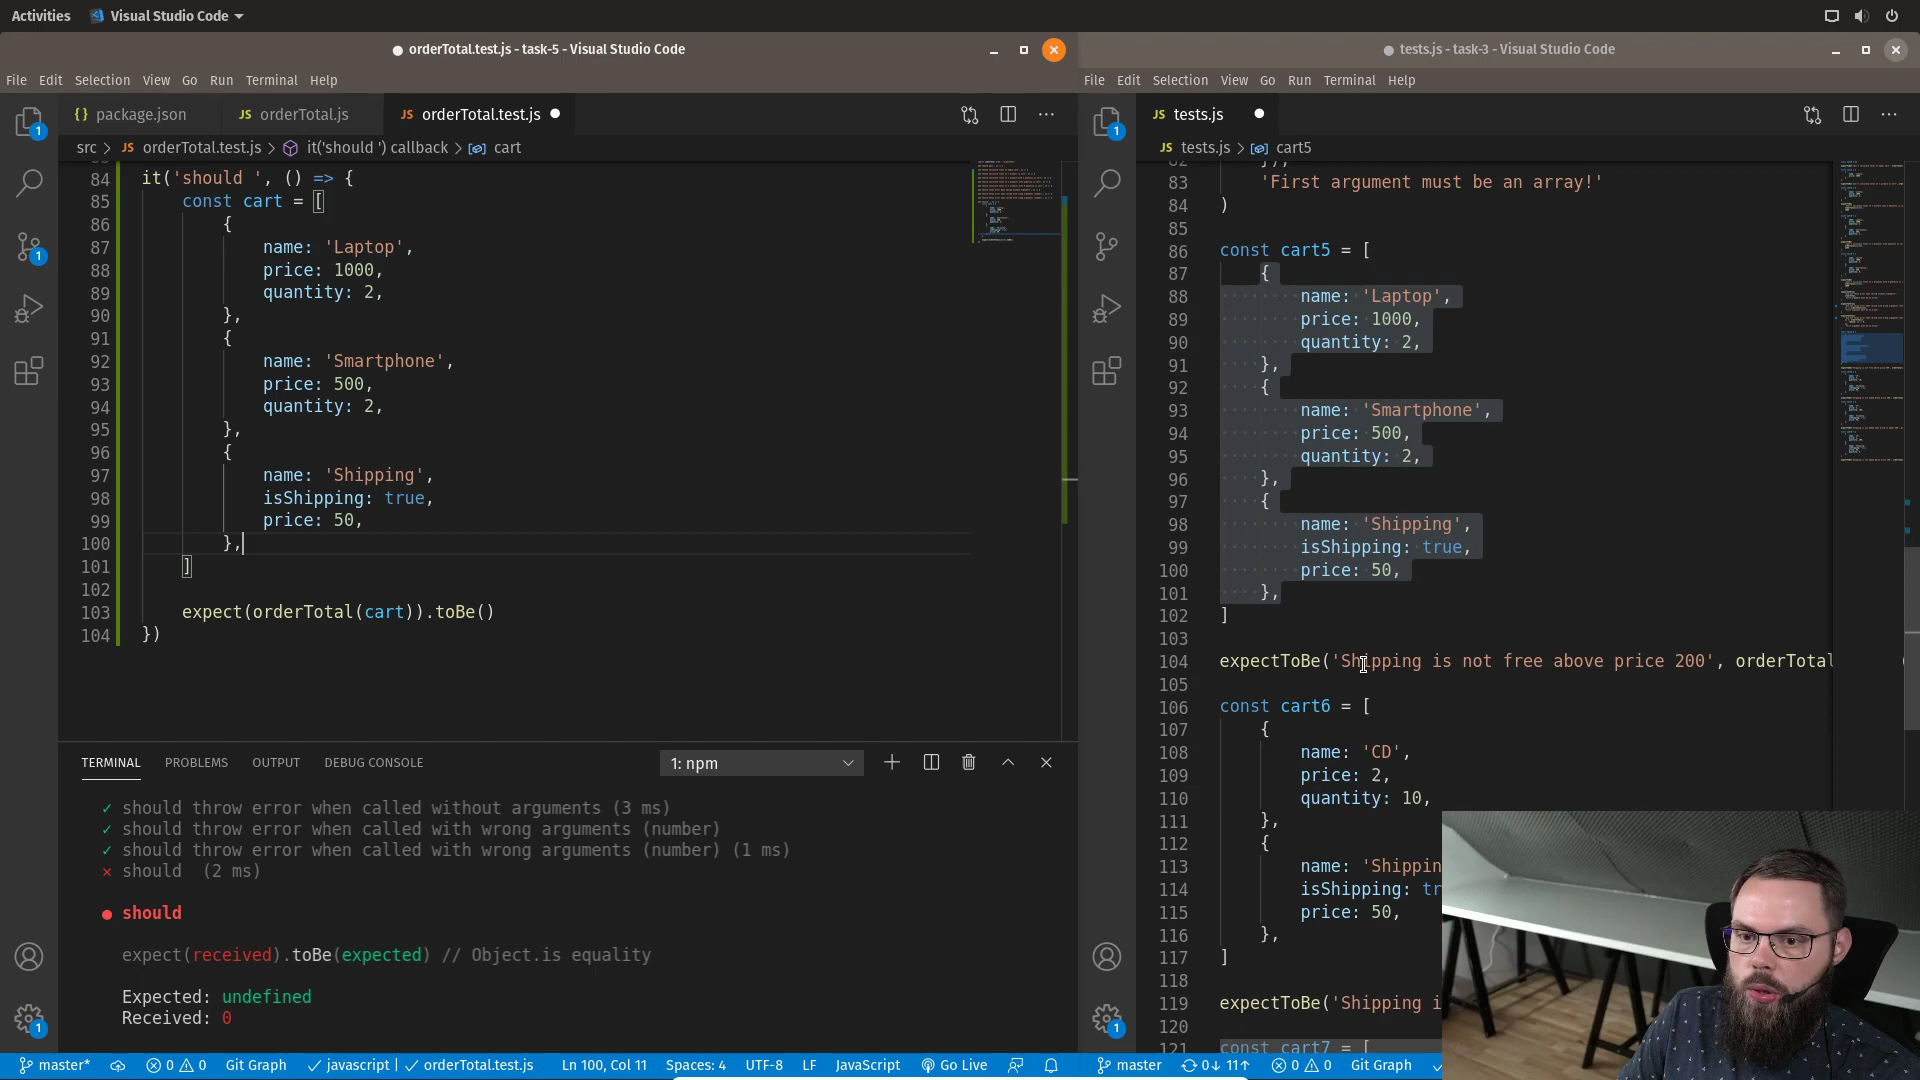 Activities
Visual Studio Code
orderTotal.test.js - task-5 - Visual Studio Code
File Edit Selection View Go Run Terminal Help
package.json
JS orderTotal.js
JS orderTotal.test.js
src > JS orderTotal.test.js > it('should ') callback > cart
84 it('should ', () => {
85 const cart = [
86 {
87 name: 'Laptop',
88 price: 1000,
89 quantity: 2,
90 },
91 {
92 name: 'Smartphone',
93 price: 500,
94 quantity: 2,
95 },
96 {
97 name: 'Shipping',
98 isShipping: true,
99 price: 50,
100 },
101 ]
102
103 expect(orderTotal(cart)).toBe()
104 })
TERMINAL PROBLEMS OUTPUT DEBUG CONSOLE
1: npm
✓ should throw error when called without arguments (3 ms)
✓ should throw error when called with wrong arguments (number)
✓ should throw error when called with wrong arguments (number) (1 ms)
✕ should (2 ms)
● should
expect(received).toBe(expected) // Object.is equality
Expected: undefined
Received: 0
1
1
1
master*
0 0
Git Graph
✓ javascript | ✓ orderTotal.test.js
Ln 100, Col 11
Spaces: 4
UTF-8
LF
JavaScript
Go Live
tests.js - task-3 - Visual Studio Code
File Edit Selection View Go Run Terminal Help
JS tests.js
JS tests.js > cart5
83 'First argument must be an array!'
84 )
85
86 const cart5 = [
87 {
88 name: 'Laptop',
89 price: 1000,
90 quantity: 2,
91 },
92 {
93 name: 'Smartphone',
94 price: 500,
95 quantity: 2,
96 },
97 {
98 name: 'Shipping',
99 isShipping: true,
100 price: 50,
101 },
102 ]
103
104 expectToBe('Shipping is not free above price 200', orderTotal
105
106 const cart6 = [
107 {
108 name: 'CD',
109 price: 2,
110 quantity: 10,
111 },
112 {
113 name: 'Shippin
114 isShipping: tr
115 price: 50,
116 },
117 ]
118
119 expectToBe('Shipping i
120
121 const cart7 = [
1
1
master
0↓ 11↑
0 0
Git Graph